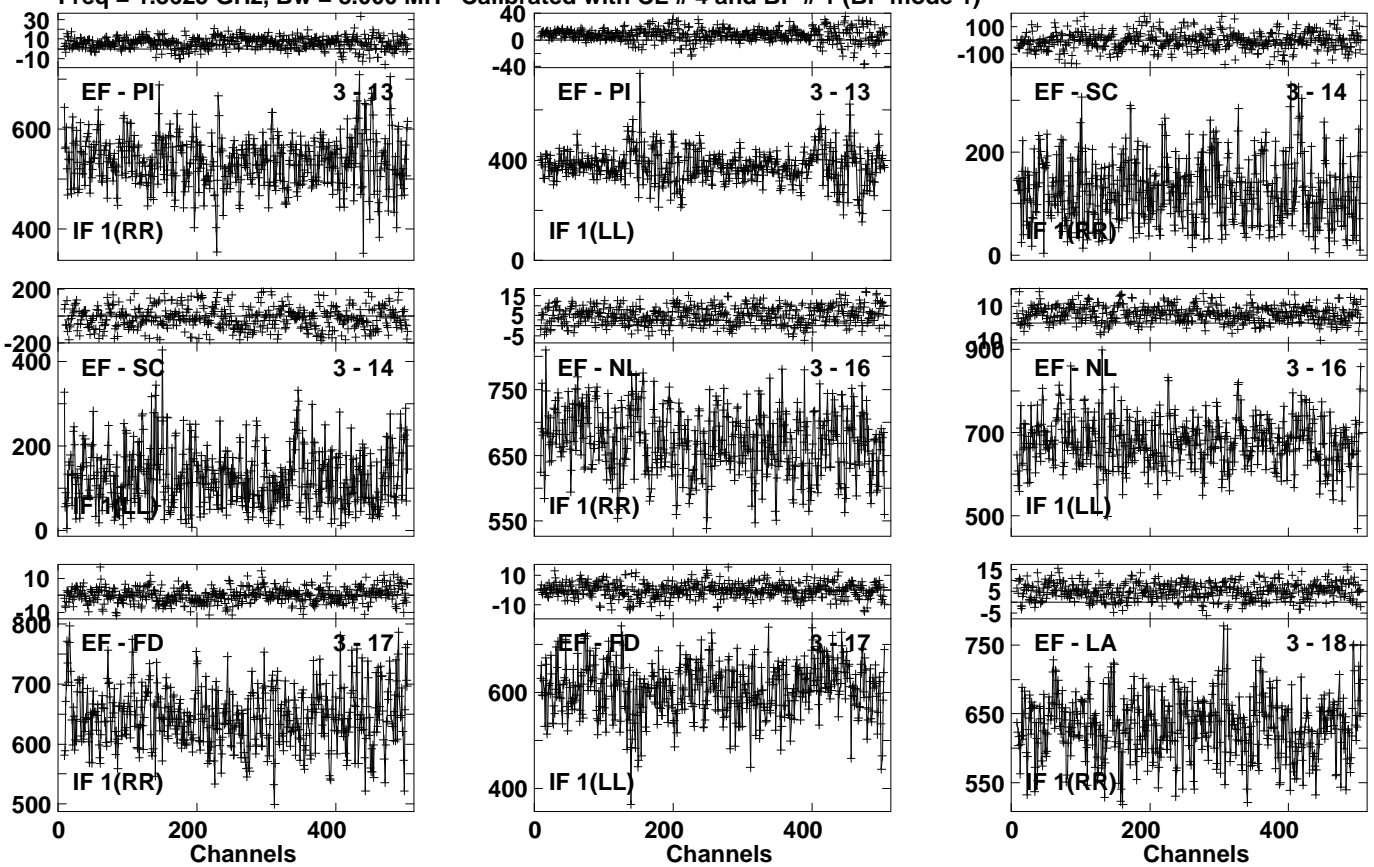 Calibrated with CL # 4 and BP # 1 (BP mode 1)
30 10 -10
EF - PI 3 - 13
600
400
IF 1(RR)
40 0 -40
EF - PI 3 - 13
400
0
IF 1(LL)
100 -100
EF - SC 3 - 14
200
0
IF 1(RR)
200 -200
EF - SC 3 - 14
400
200
0
IF 1(LL)
15 5 -5
EF - NL 3 - 16
750
650
550
IF 1(RR)
10 -10
EF - NL 3 - 16
900
700
500
IF 1(LL)
10 -10
EF - FD 3 - 17
800
700
600
500
IF 1(RR)
0 200 400
Channels
10 -10
EF - FD 3 - 17
600
400
IF 1(LL)
0 200 400
Channels
15 5 -5
EF - LA 3 - 18
750
650
550
IF 1(RR)
0 200 400
Channels